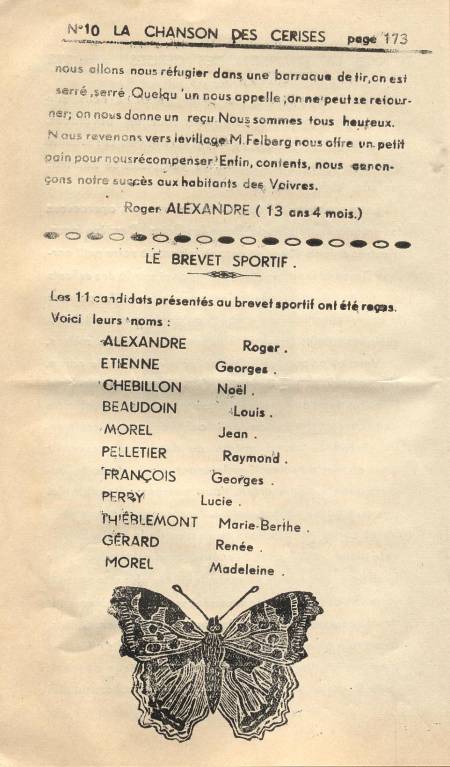 N°10 LA CHANSON DES CERISES page 173
nous allons nous réfugier dans une barraque de tir, on est
serré, serré. Quelqu'un nous appelle; on ne peut se retour-
ner; on nous donne un reçu. Nous sommes tous heureux.
Nous revenons vers le village. M. Felberg nous offre un petit
pain pour nous récompenser. Enfin, contents, nous annon-
çons notre succès aux habitants des Voivres.
Roger ALEXANDRE ( 13 ans 4 mois.)
LE BREVET SPORTIF.
Les 11 candidats présentés au brevet sportif ont été reçus.
Voici leurs noms :
ALEXANDRE Roger .
ETIENNE Georges .
CHEBILLON Noël .
BEAUDOIN Louis .
MOREL Jean .
PELLETIER Raymond .
FRANÇOIS Georges .
PERRY Lucie .
THIÉBLEMONT Marie-Berthe .
GÉRARD Renée .
MOREL Madeleine .